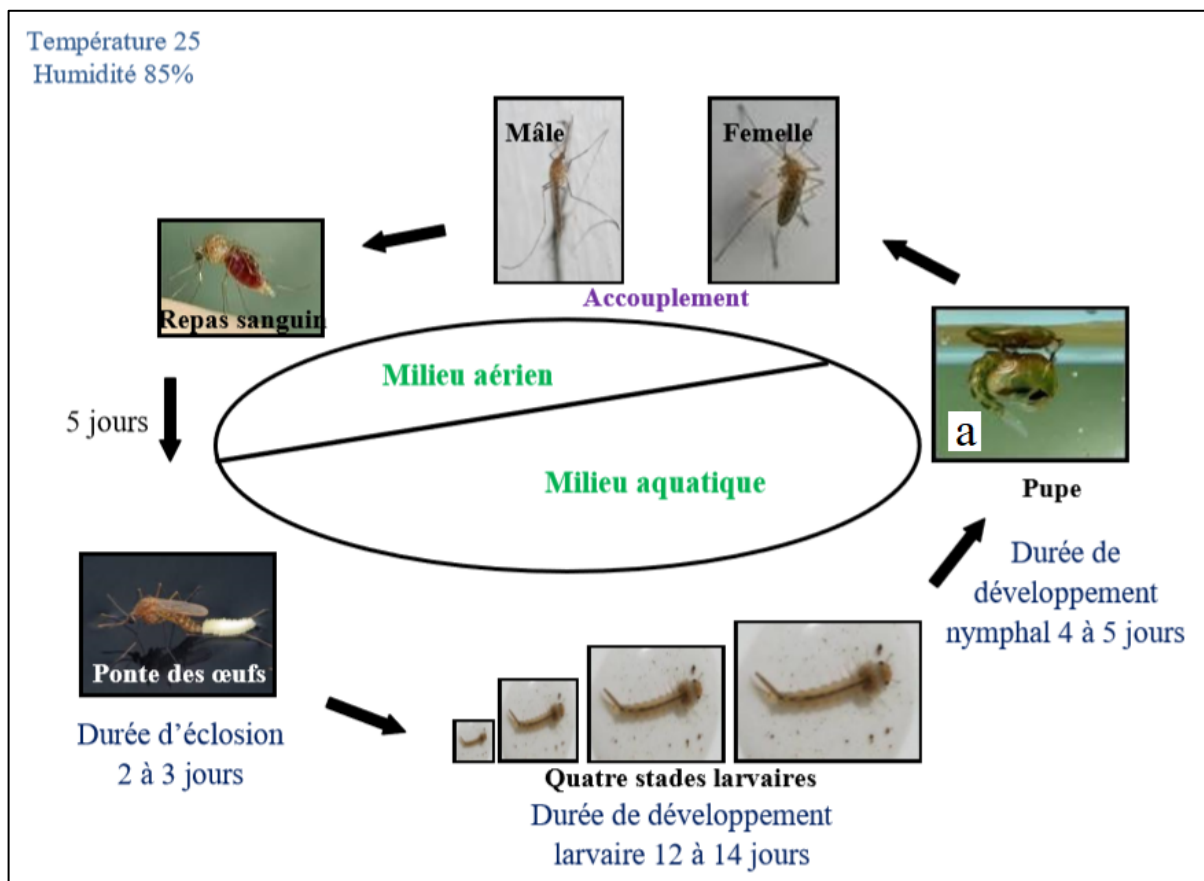 Température 25
Humidité 85%
Mâle
Femelle
Accouplement
Repas sanguin
Milieu aérien
5 jours
Milieu aquatique
a
Pupe
Durée de
développement
nymphal 4 à 5 jours
Ponte des œufs
Durée d'éclosion
2 à 3 jours
Quatre stades larvaires
Durée de développement
larvaire 12 à 14 jours